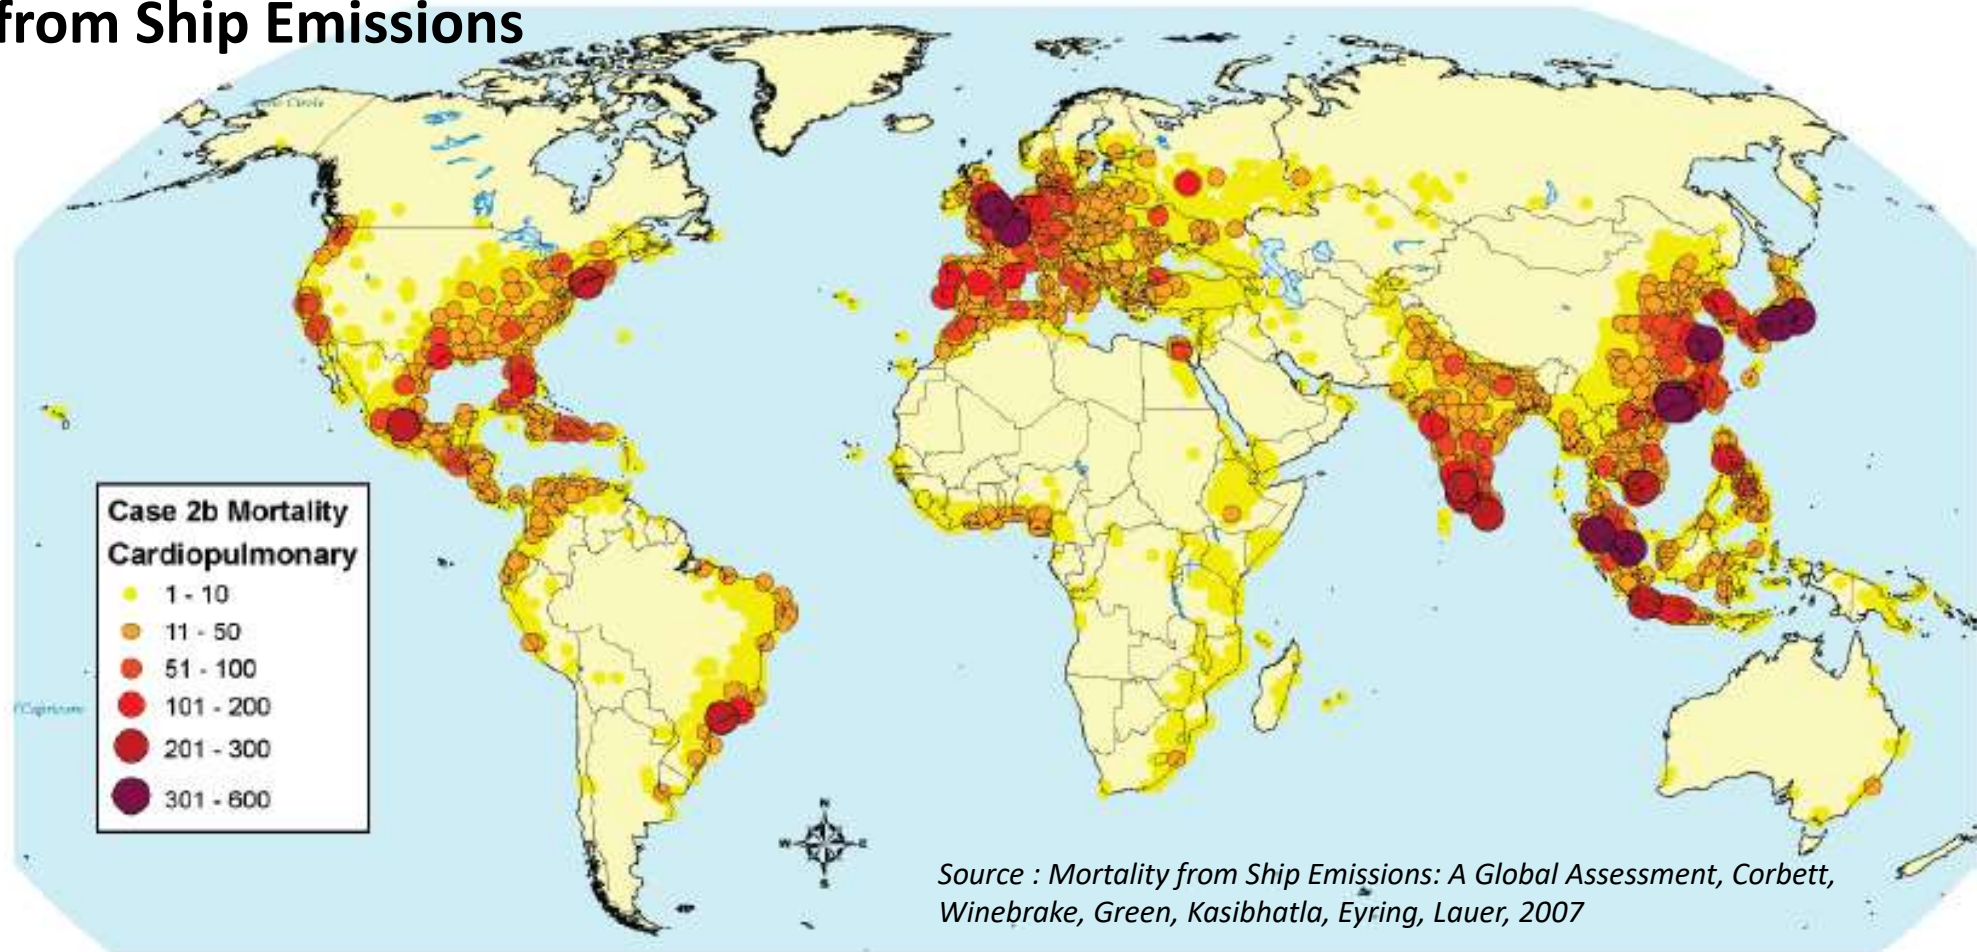 from Ship Emissions
Circle
Case 2b Mortality
Cardiopulmonary
1 - 10
11 - 50
51 - 100
101 - 200
201 - 300
301 - 600
N
W
E
S
Source : Mortality from Ship Emissions: A Global Assessment, Corbett,
Winebrake, Green, Kasibhatla, Eyring, Lauer, 2007